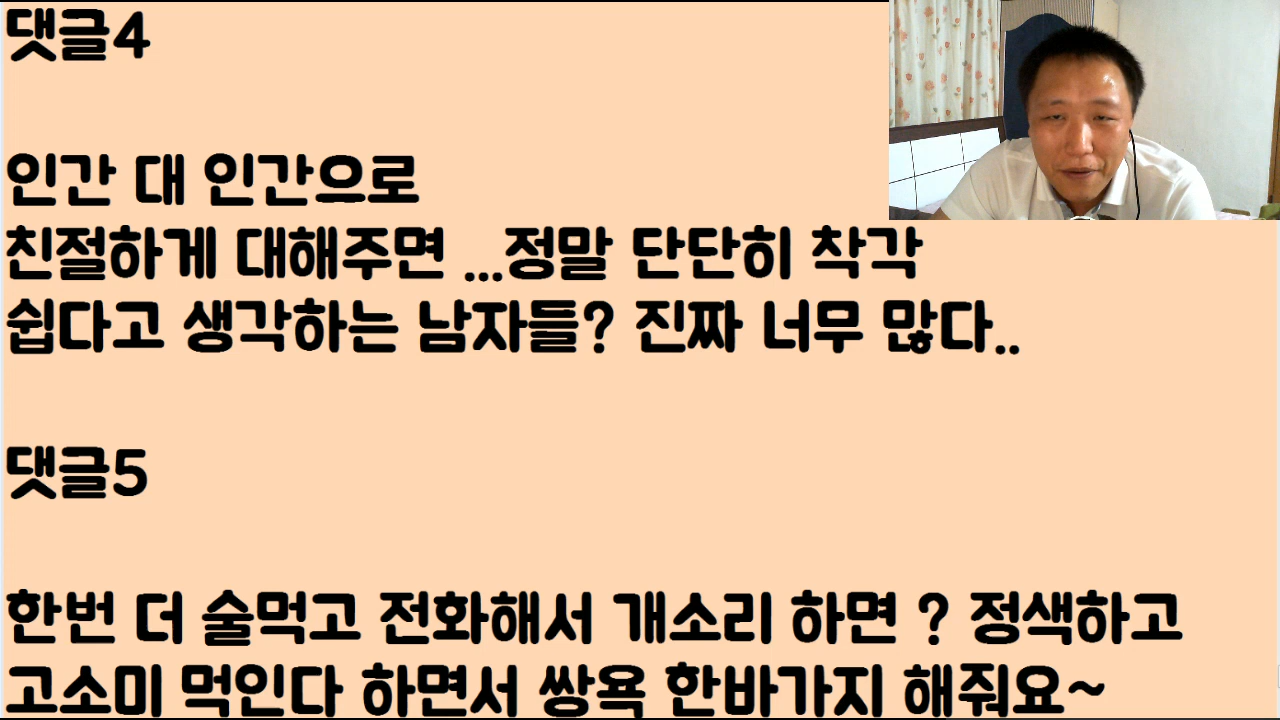 댓글4
인간 대 인간으로
친절하게 대해주면 ...정말 단단히 착각
쉽다고 생각하는 남자들? 진짜 너무 많다..
댓글5
한번 더 술먹고 전화해서 개소리 하면 ? 정색하고
고소미 먹인다 하면서 쌍욕 한바가지 해줘요~